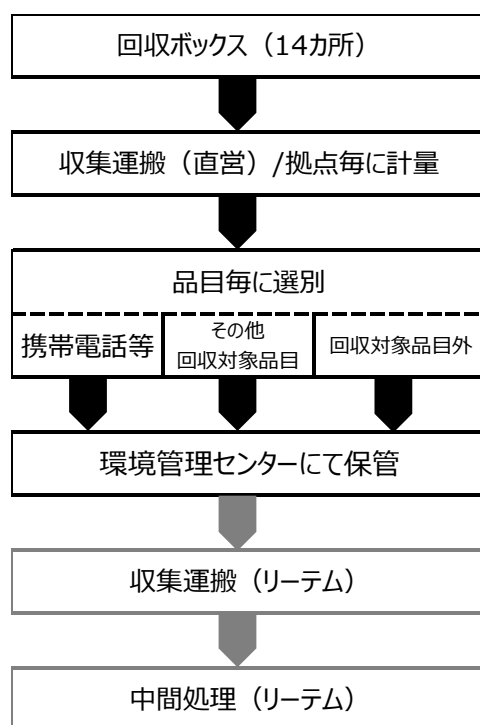 回収ボックス（14カ所）
収集運搬（直営）/拠点毎に計量
品目毎に選別
携帯電話等
その他
回収対象品目
回収対象品目外
環境管理センターにて保管
収集運搬（リーテム）
中間処理（リーテム）